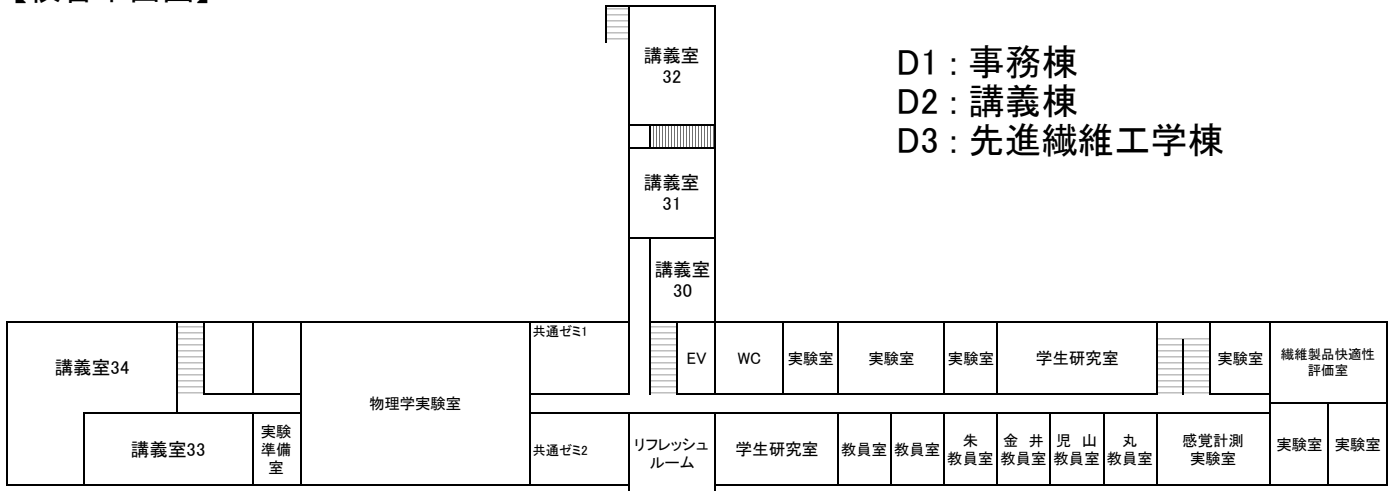 講義室
32
D1：事務棟
D2：講義棟
D3：先進繊維工学棟
講義室
31
講義室
30
共通ゼミ1
講義室34
物理学実験室
EV
WC
実験室
実験室
実験室
学生研究室
実験室
繊維製品快適性
評価室
講義室33
実験
準備
室
共通ゼミ2
リフレッシュ
ルーム
学生研究室
教員室
教員室
朱
教員室
金 井
教員室
児 山
教員室
丸
教員室
感覚計測
実験室
実験室
実験室